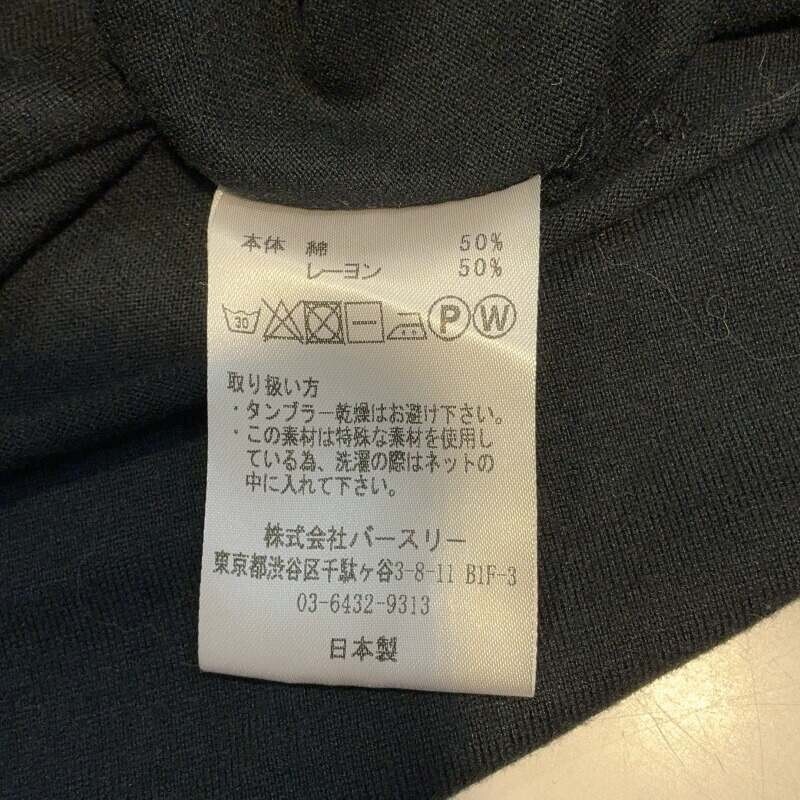 本体 綿 50%
レーヨン 50%
30 P W
取り扱い方
・タンブラー乾燥はお避け下さい。
・この素材は特殊な素材を使用し
ている為、洗濯の際はネットの
中に入れて下さい。
株式会社バースリー
東京都渋谷区千駄ヶ谷3-8-11 B1F-3
03-6432-9313
日本製